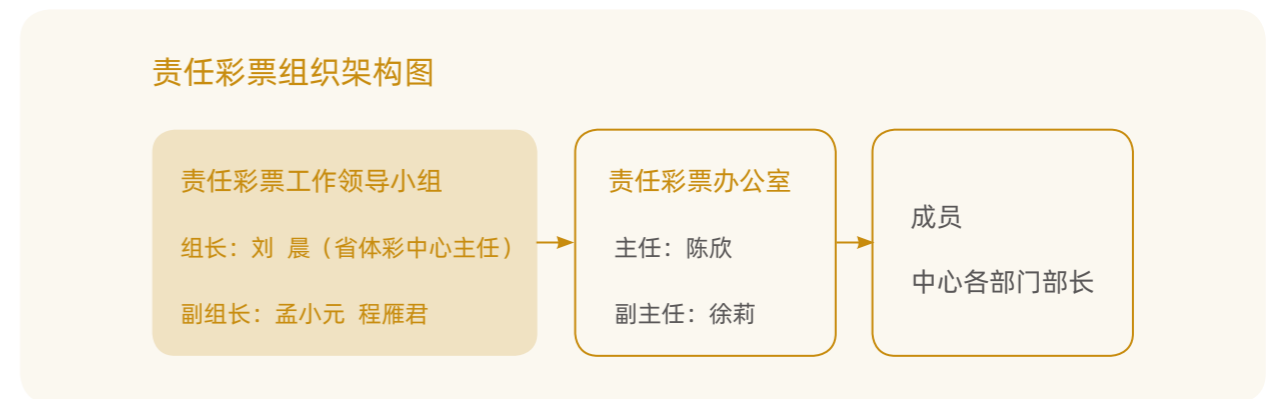 责任彩票组织架构图
责任彩票工作领导小组
组长：刘 晨（省体彩中心主任）
副组长：孟小元 程雁君
责任彩票办公室
主任：陈欣
副主任：徐莉
成员
中心各部门部长